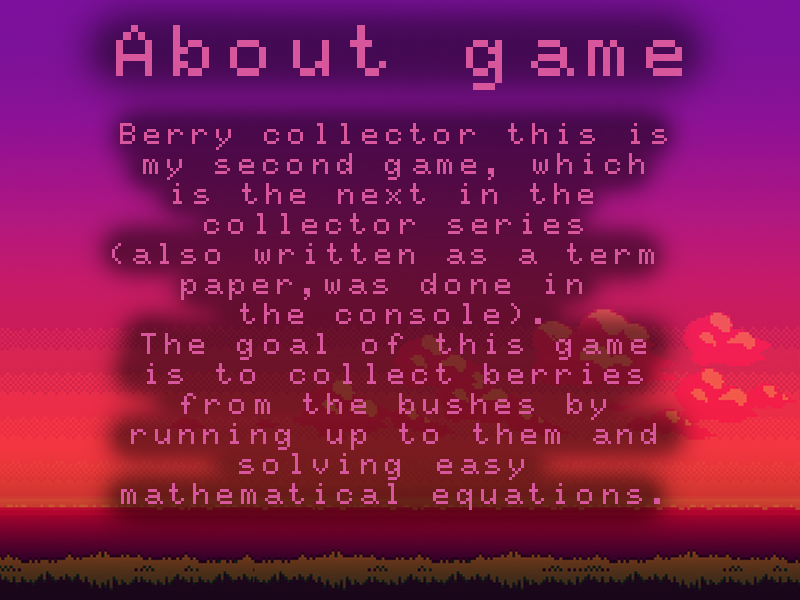 About game
Berry collector this is
my second game, which
is the next in the
collector series
(also written as a term
paper,was done in
the console).
The goal of this game
is to collect berries
from the bushes by
running up to them and
solving easy
mathematical equations.